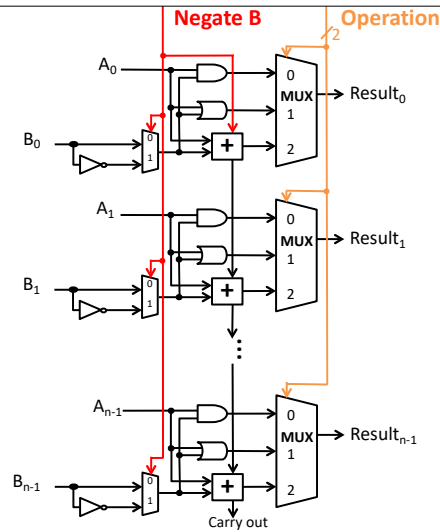 Negate B Operation
2
A₀
0
MUX
1
2
Result₀
B₀
0
1
+
A₁
0
MUX
1
2
Result₁
B₁
0
1
+
...
Aₙ₋₁
0
MUX
1
2
Resultₙ₋₁
Bₙ₋₁
0
1
+
Carry out